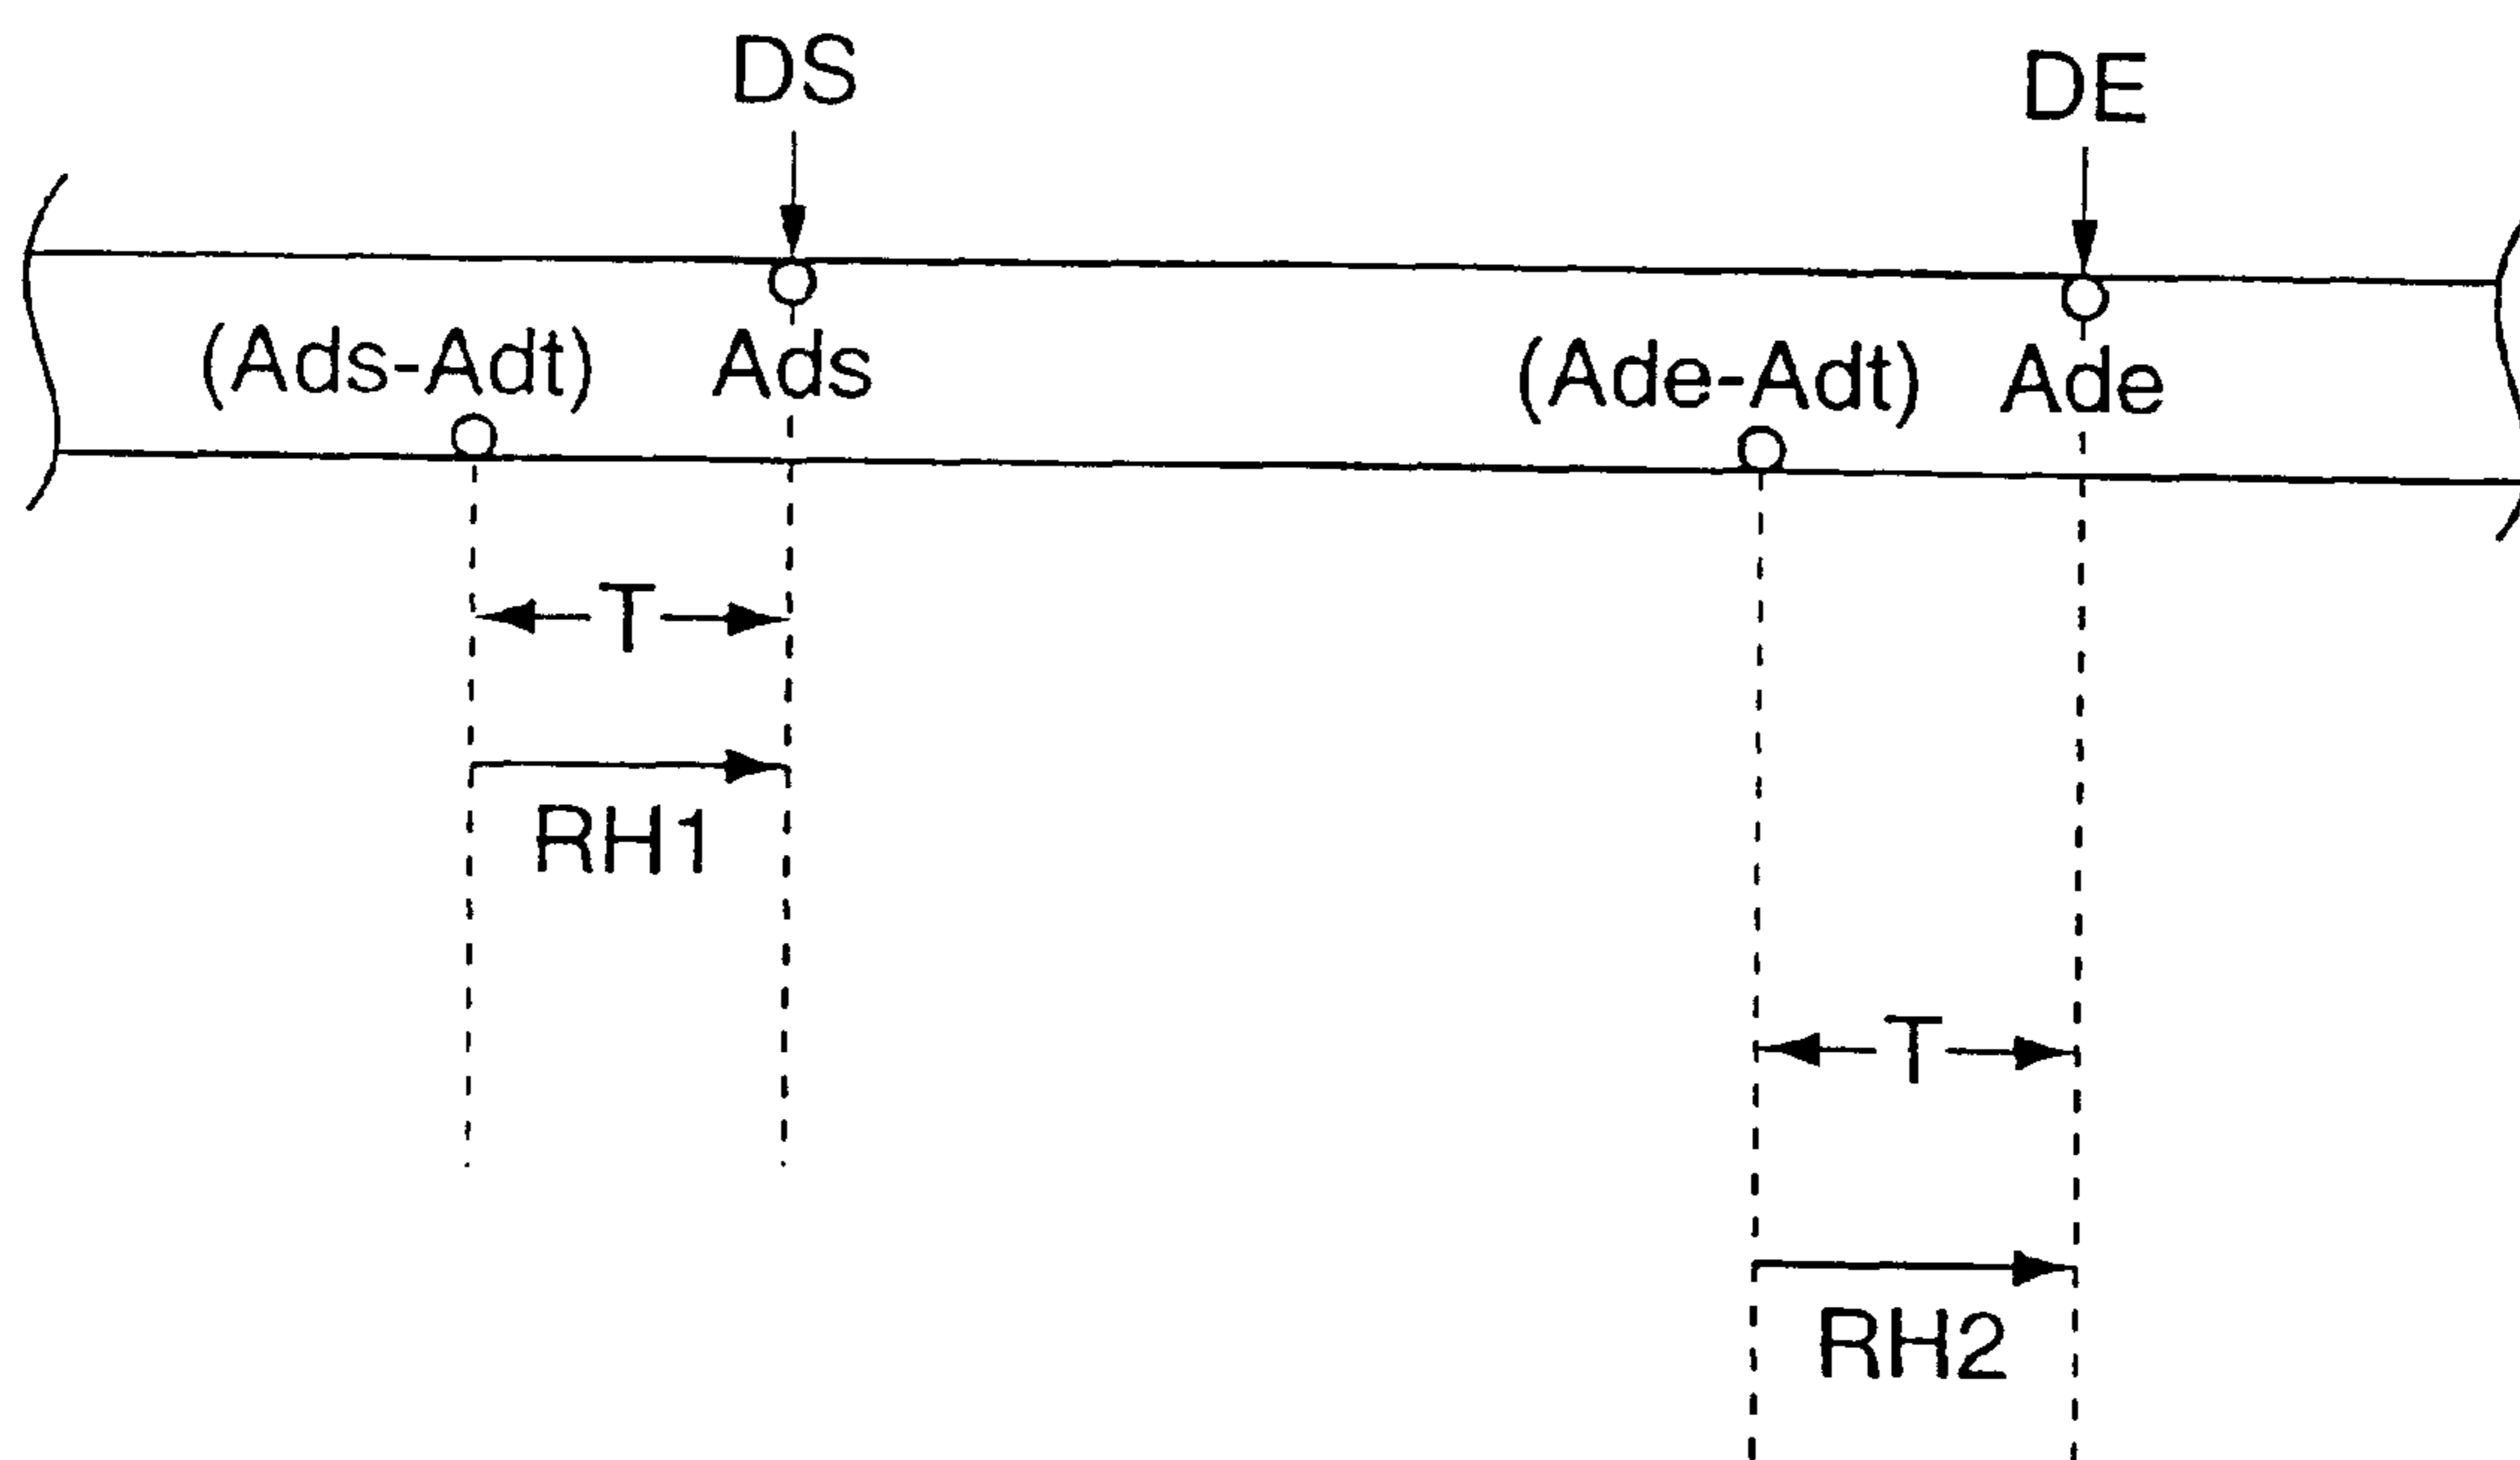 DS
DE
(Ads-Adt) Ads
(Ade-Adt) Ade
T
RH1
T
RH2